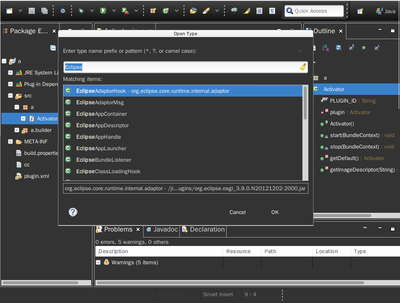 Quick Access
Java
Package E
Open Type
Outline
Enter type name prefix or pattern (*, ?, or camel case):
Eclipse
Matching items:
EclipseAdaptorHook - org.eclipse.core.runtime.internal.adaptor
EclipseAdaptorMsg
EclipseAppContainer
EclipseAppDescriptor
EclipseAppHandle
EclipseAppLauncher
EclipseBundleListener
EclipseClassLoadingHook
org.eclipse.core.runtime.internal.adaptor - /ji...ugins/org.eclipse.osgi_3.9.0.N20121202-2000.jar
Cancel
OK
a
JRE System L
Plug-in Depen
src
a
Activato
a.builder
META-INF
build.propertie
cc
plugin.xml
a
Activator
PLUGIN_ID : String
plugin : Activator
Activator()
start(BundleContext) : void
stop(BundleContext) : void
getDefault() : Activator
getImageDescriptor(String)
Problems
Javadoc
Declaration
0 errors, 5 warnings, 0 others
Description
Resource
Path
Location
Type
Warnings (5 items)
Smart Insert
9 : 4